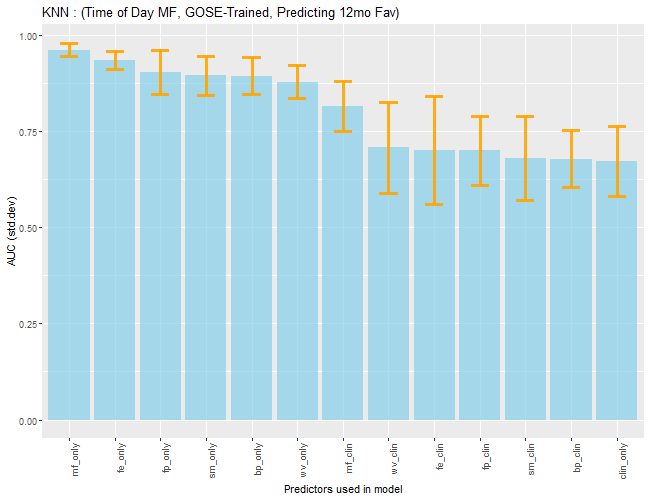 KNN : (Time of Day MF, GOSE-Trained, Predicting 12mo Fav)
AUC (std.dev)
1.00
0.75
0.50
0.25
0.00
mf_only
fe_only
fp_only
sm_only
bp_only
wv_only
mf_clin
wv_clin
fe_clin
fp_clin
sm_clin
bp_clin
clin_only
Predictors used in model